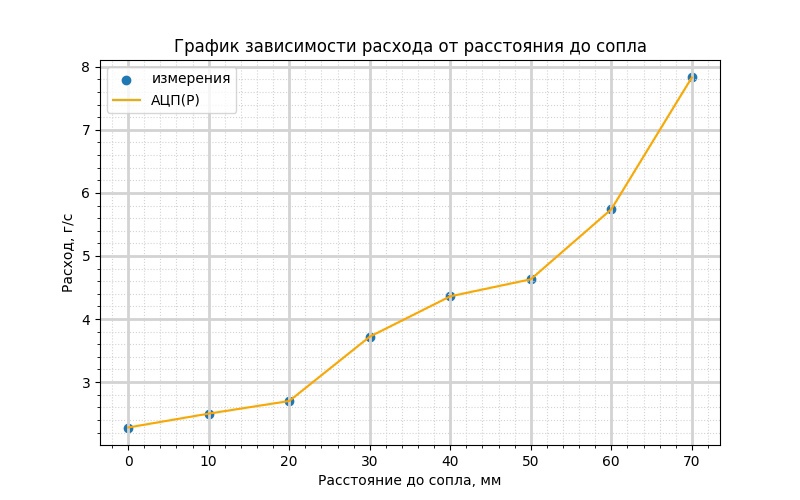 График зависимости расхода от расстояния до сопла
измерения
АЦП(P)
Расход, г/с
8
7
6
5
4
3
0 10 20 30 40 50 60 70
Расстояние до сопла, мм